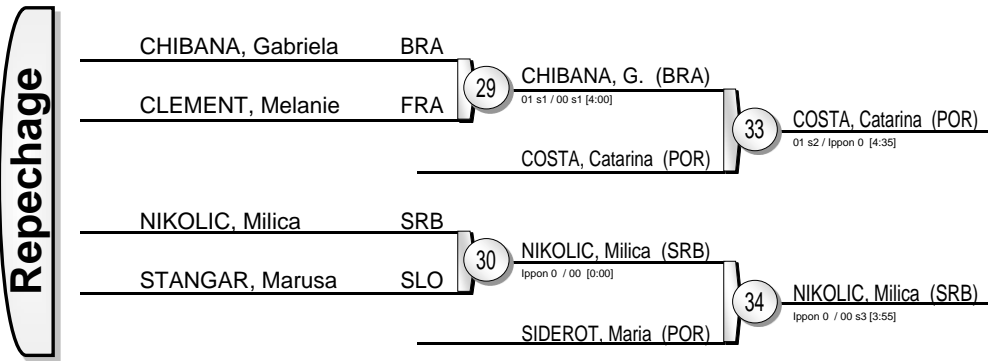 Repechage
CHIBANA, Gabriela BRA
CLEMENT, Melanie FRA
29
CHIBANA, G. (BRA)
01 s1 / 00 s1 [4:00]
COSTA, Catarina (POR)
33
COSTA, Catarina (POR)
01 s2 / Ippon 0 [4:35]
NIKOLIC, Milica SRB
STANGAR, Marusa SLO
30
NIKOLIC, Milica (SRB)
Ippon 0 / 00 [0:00]
SIDEROT, Maria (POR)
34
NIKOLIC, Milica (SRB)
Ippon 0 / 00 s3 [3:55]